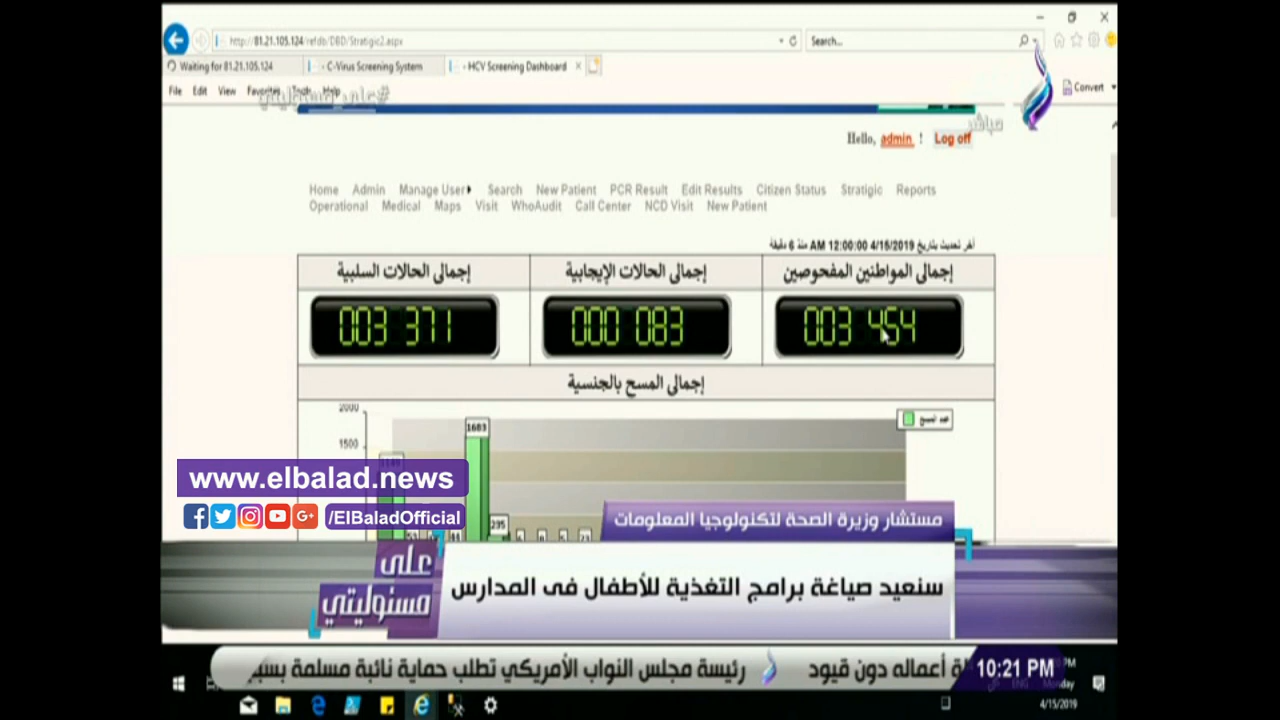 http://81.21.105.124/refdb/DBD/Stratigic2.aspx
Search...
Waiting for 81.21.105.124
- C-Virus Screening System
- HCV Screening Dashboard
File Edit View Favorites Tools Help
Convert
#على_مسئوليتي
مباشر
Hello, admin ! Log off
Home Admin Manage User Search New Patient PCR Result Edit Results Citizen Status Stratigic Reports
Operational Medical Maps Visit WhoAudit Call Center NCD Visit New Patient
أخر تحديث بتاريخ 4/15/2019 12:00:00 AM منذ 6 دقيقة
إجمالى المواطنين المفحوصين
إجمالى الحالات الإيجابية
إجمالى الحالات السلبية
003 454
000 083
003 371
إجمالى المسح بالجنسية
2000
1500
1683
295
عدد المسح
www.elbalad.news
/ElBaladOfficial
مستشار وزيرة الصحة لتكنولوجيا المعلومات
على
مسئوليتي
سنعيد صياغة برامج التغذية للأطفال فى المدارس
أعماله دون قيود
رئيسة مجلس النواب الأمريكي تطلب حماية نائبة مسلمة
10:21 PM
4/15/2019